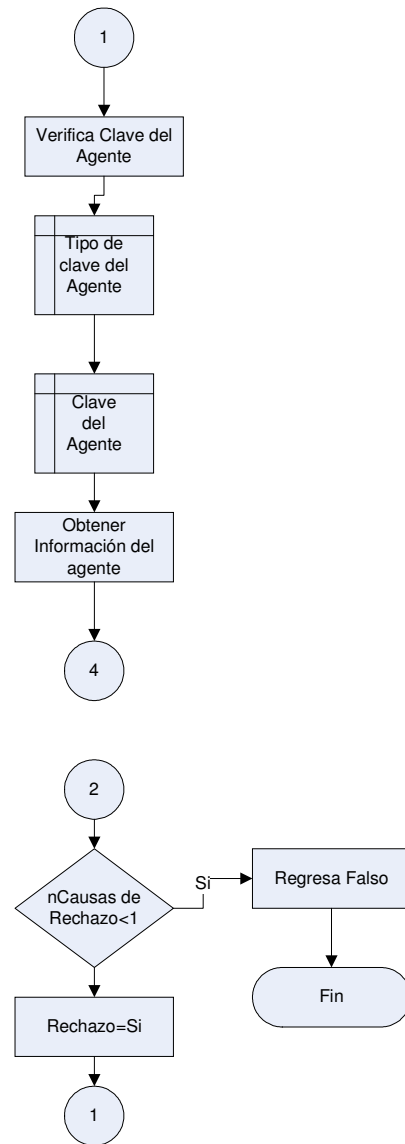 1
Verifica Clave del
Agente
Tipo de
clave del
Agente
Clave
del
Agente
Obtener
Información del
agente
4
2
nCausas de
Rechazo<1
Si
Regresa Falso
Fin
Rechazo=Si
1